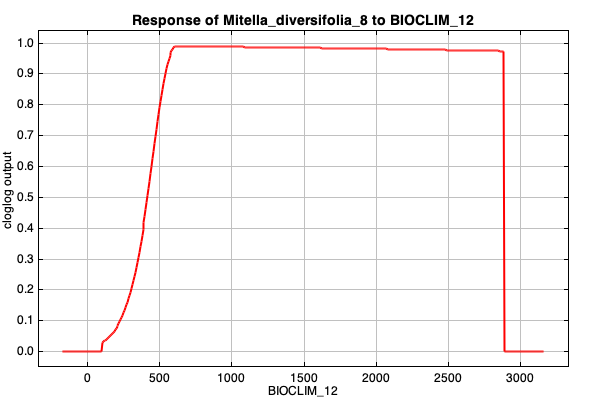 Response of Mitella_diversifolia_8 to BIOCLIM_12
1.0
0.9
0.8
0.7
0.6
0.5
0.4
0.3
0.2
0.1
0.0
cloglog output
0 500 1000 1500 2000 2500 3000
BIOCLIM_12